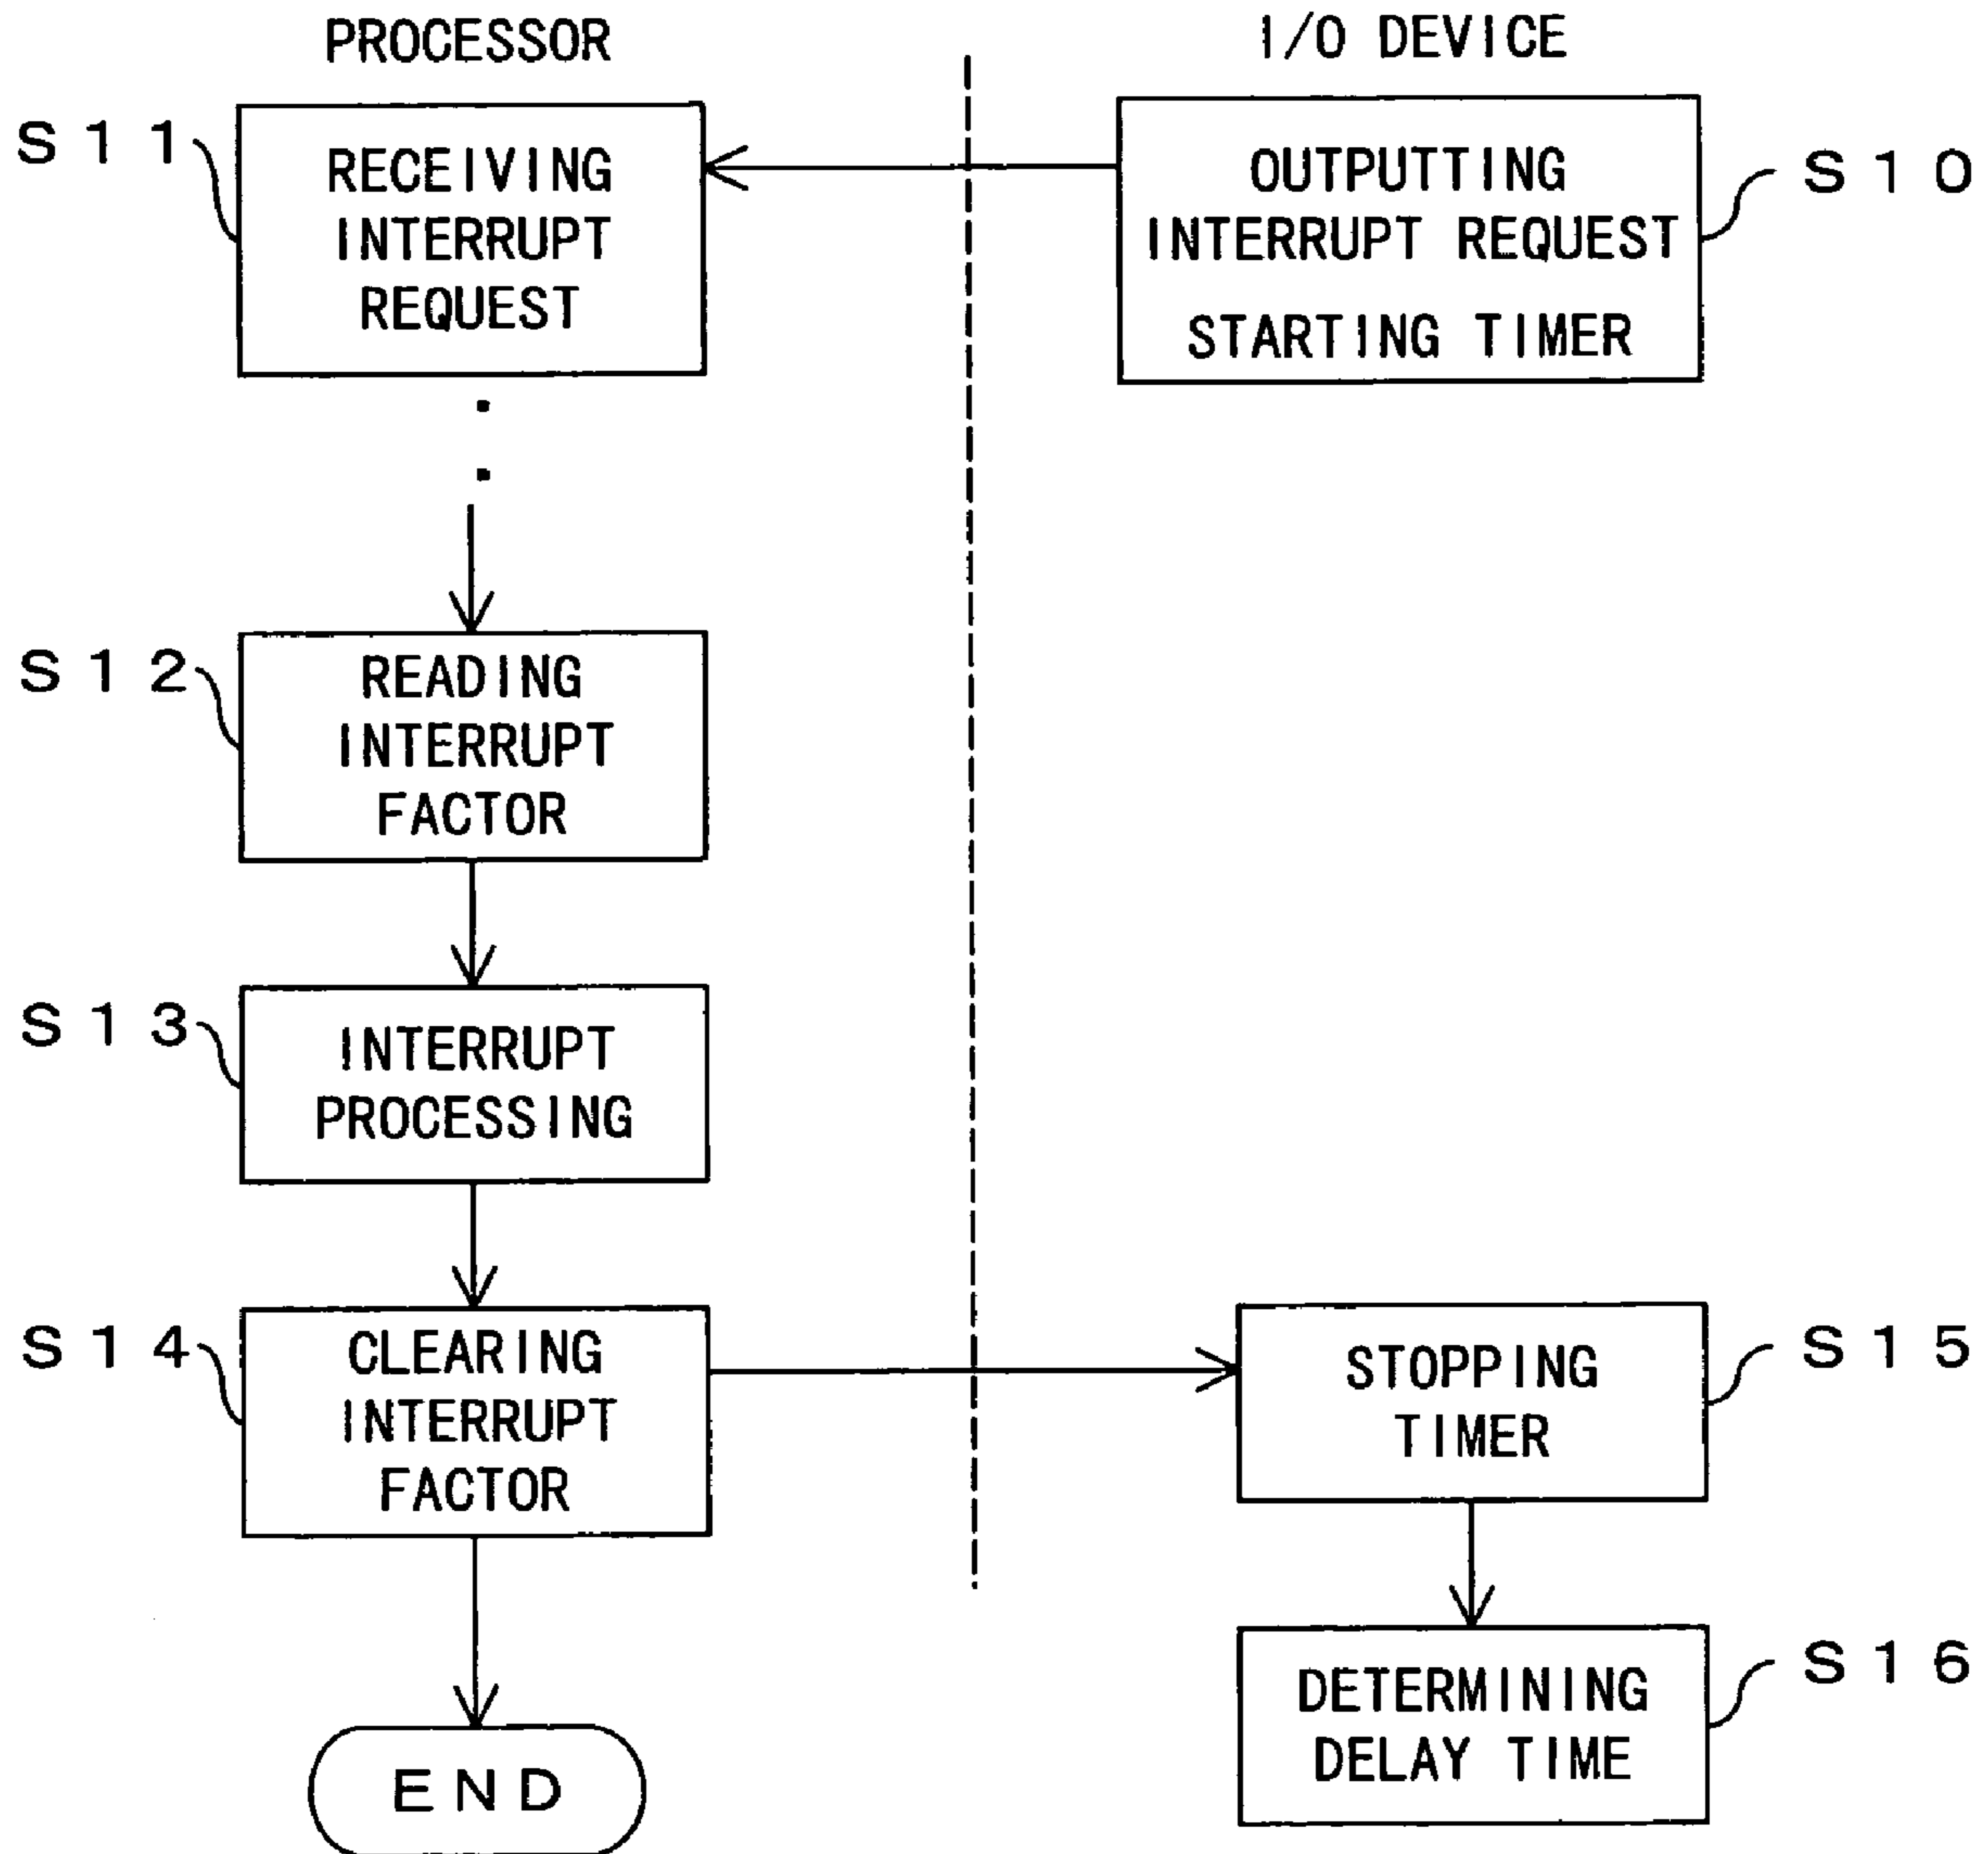 PROCESSOR
I/O DEVICE
S11
RECEIVING
INTERRUPT
REQUEST
OUTPUTTING
INTERRUPT REQUEST
STARTING TIMER
S10
S12
READING
INTERRUPT
FACTOR
S13
INTERRUPT
PROCESSING
S14
CLEARING
INTERRUPT
FACTOR
STOPPING
TIMER
S15
DETERMINING
DELAY TIME
S16
END